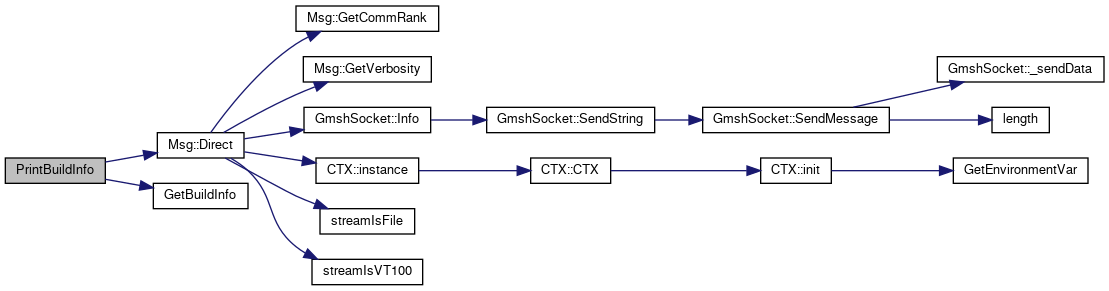 PrintBuildInfo
Msg::Direct
GetBuildInfo
Msg::GetCommRank
Msg::GetVerbosity
GmshSocket::Info
CTX::instance
streamIsFile
streamIsVT100
GmshSocket::SendString
CTX::CTX
GmshSocket::SendMessage
CTX::init
GmshSocket::_sendData
length
GetEnvironmentVar